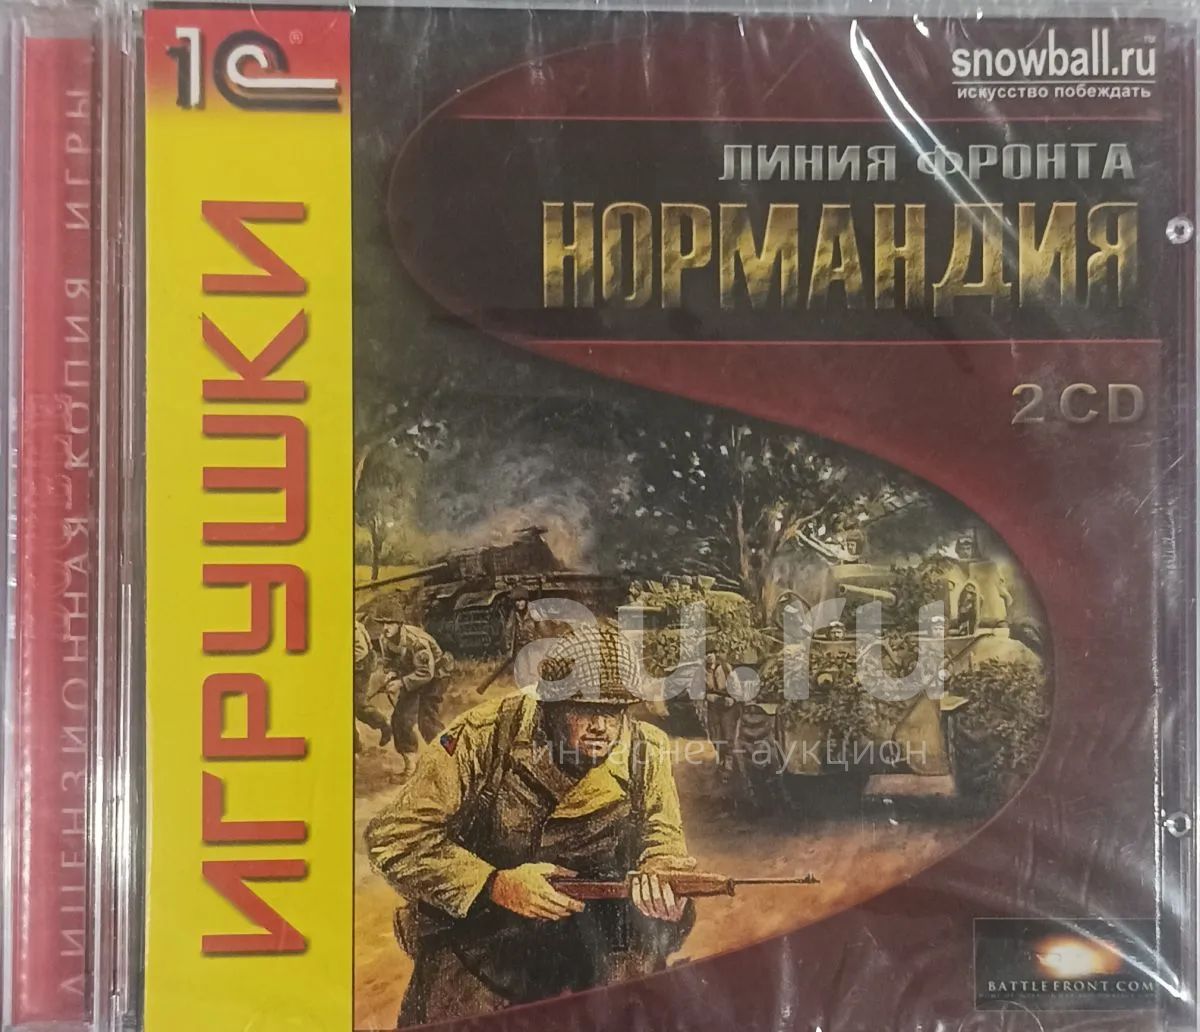 ЛИЦЕНЗИОННАЯ КОПИЯ ИГРЫ
1С®
ИГРУШКИ
snowball.ru™
искусство побеждать
ЛИНИЯ ФРОНТА
НОРМАНДИЯ
2 CD
au.ru
интернет-аукцион
BATTLEFRONT.COM